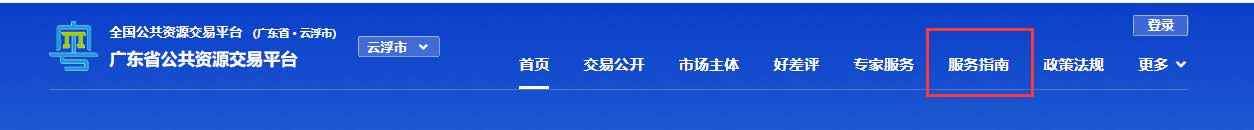 全国公共资源交易平台 (广东省·云浮市)
广东省公共资源交易平台
云浮市
登录
首页 交易公开 市场主体 好差评 专家服务 服务指南 政策法规 更多